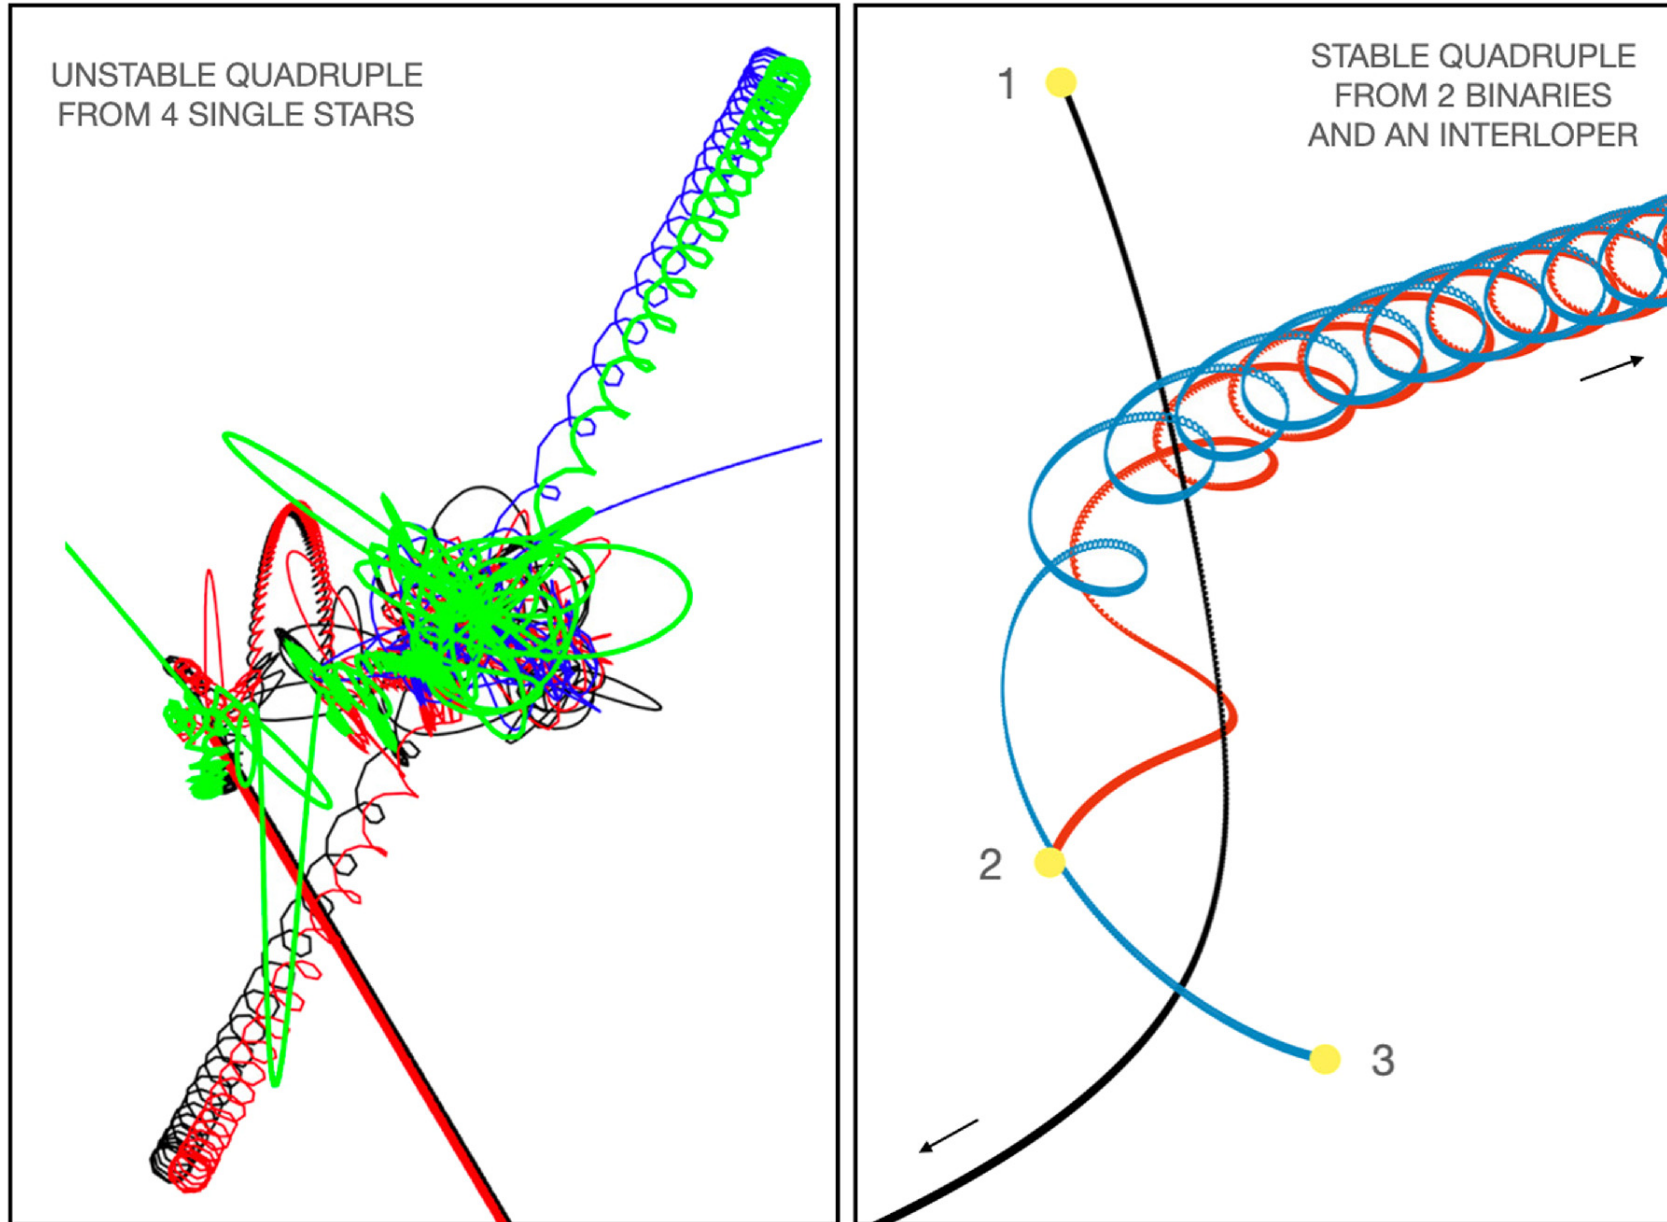 UNSTABLE QUADRUPLE
FROM 4 SINGLE STARS
STABLE QUADRUPLE
FROM 2 BINARIES
AND AN INTERLOPER
1
2
3